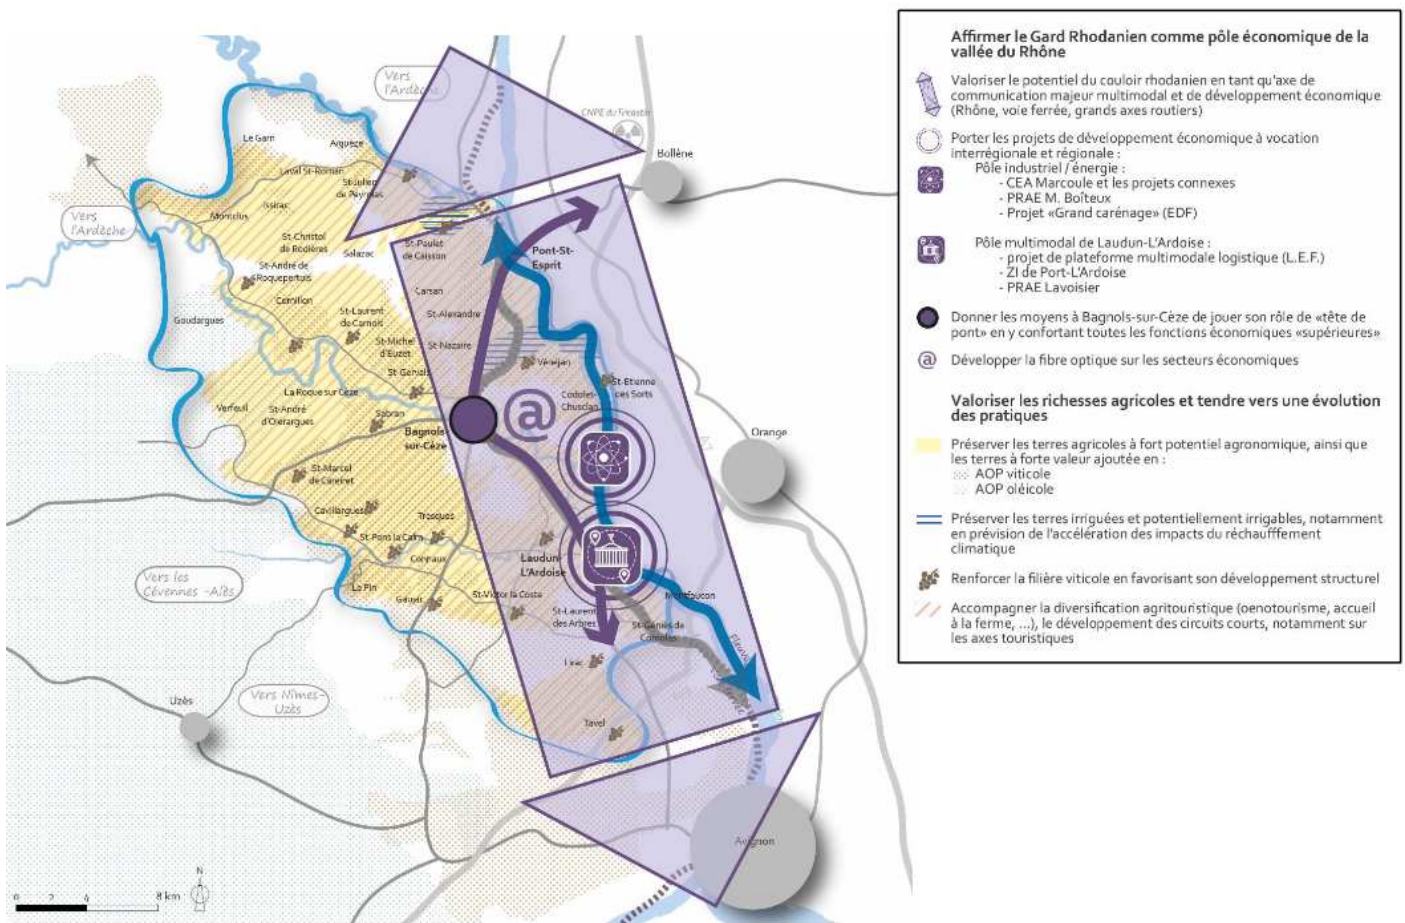 Vers
l'Ardèche
CNPE du Tricastin
Le Garn
Aiguèze
Bollène
Laval St-Roman
St-Julien
de Peyrolas
Vers
l'Ardèche
Montclus
Issirac
St-Christol
de Rodières
Salazac
St-Paulet
de Caisson
Pont-St-
Esprit
St-André de
Roquepertuis
Carsan
Cornillon
St-Laurent
de Carnols
St-Alexandre
Goudargues
St-Michel
d'Euzet
St-Nazaire
Vénéjan
St-Gervais
St-Etienne
des Sorts
La Roque sur Cèze
Codolet
Chusclan
Verfeuil
St-André
d'Olérargues
Sabran
@
Bagnols-
sur-Cèze
Orange
St-Marcel
de Careiret
Cavillargues
Tresques
St-Pons la Calm
Connaux
Laudun-
L'Ardoise
Vers les
Cévennes -Alès
Le Pin
Gaujac
St-Victor la Coste
Montfaucon
St-Laurent
des Arbres
St-Géniès de
Comolas
Lirac
Vers Nîmes-
Uzès
Uzès
Tavel
Avignon
N
0 2 4 8 km
Affirmer le Gard Rhodanien comme pôle économique de la
vallée du Rhône
Valoriser le potentiel du couloir rhodanien en tant qu'axe de
communication majeur multimodal et de développement économique
(Rhône, voie ferrée, grands axes routiers)
Porter les projets de développement économique à vocation
interrégionale et régionale :
Pôle industriel / énergie :
- CEA Marcoule et les projets connexes
- PRAE M. Boîteux
- Projet «Grand carénage» (EDF)
Pôle multimodal de Laudun-L'Ardoise :
- projet de plateforme multimodale logistique (L.E.F.)
- ZI de Port-L'Ardoise
- PRAE Lavoisier
Donner les moyens à Bagnols-sur-Cèze de jouer son rôle de «tête de
pont» en y confortant toutes les fonctions économiques «supérieures»
@ Développer la fibre optique sur les secteurs économiques
Valoriser les richesses agricoles et tendre vers une évolution
des pratiques
Préserver les terres agricoles à fort potentiel agronomique, ainsi que
les terres à forte valeur ajoutée en :
AOP viticole
AOP oléicole
Préserver les terres irriguées et potentiellement irrigables, notamment
en prévision de l'accélération des impacts du réchaufffement
climatique
Renforcer la filière viticole en favorisant son développement structurel
Accompagner la diversification agritouristique (oenotourisme, accueil
à la ferme, ...), le développement des circuits courts, notamment sur
les axes touristiques